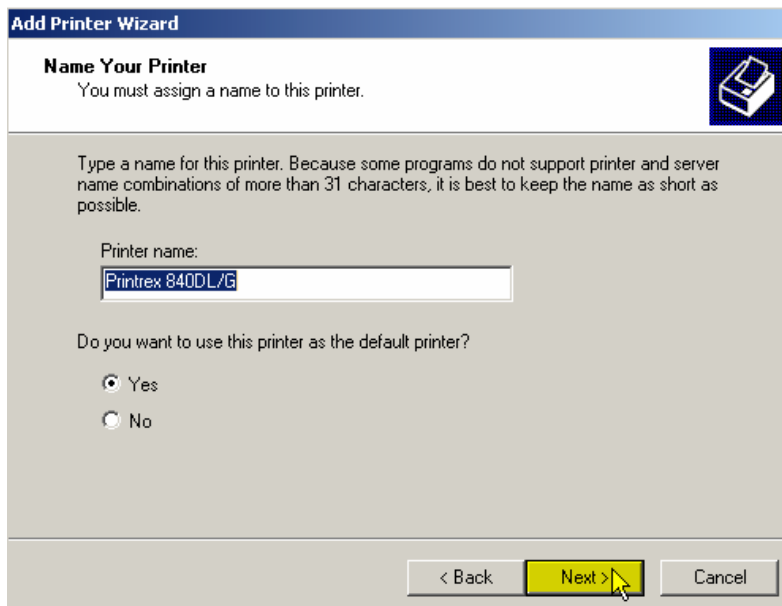 Add Printer Wizard
Name Your Printer
You must assign a name to this printer.
Type a name for this printer. Because some programs do not support printer and server
name combinations of more than 31 characters, it is best to keep the name as short as
possible.
Printer name:
Printrex 840DL/G
Do you want to use this printer as the default printer?
Yes
No
< Back
Next >
Cancel